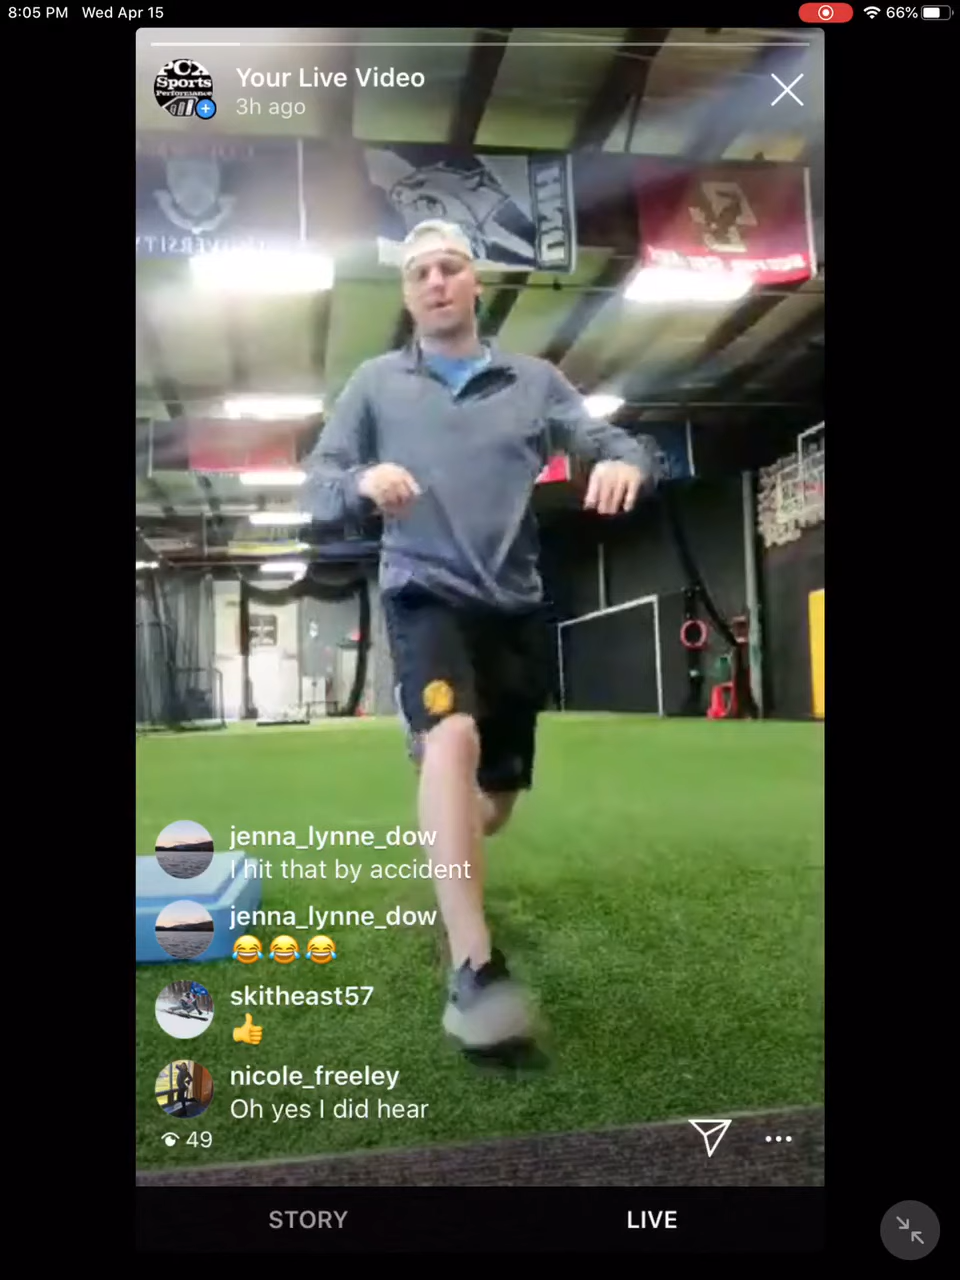 8:05 PM Wed Apr 15
66%
PCX
Sports
Performance
Your Live Video
3h ago
UNH
jenna_lynne_dow
I hit that by accident
jenna_lynne_dow
😂😂😂
skitheast57
👍
nicole_freeley
Oh yes I did hear
49
STORY
LIVE